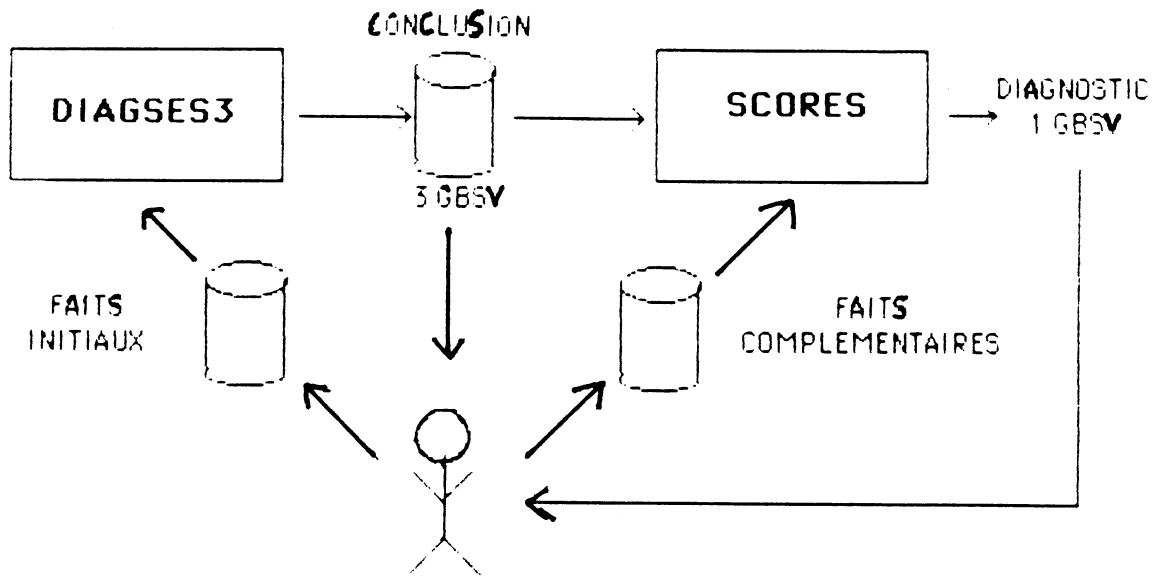 CONCLUSION
DIAGSES3
SCORES
DIAGNOSTIC
1 GBSV
3 GBSV
FAITS
INITIAUX
FAITS
COMPLEMENTAIRES